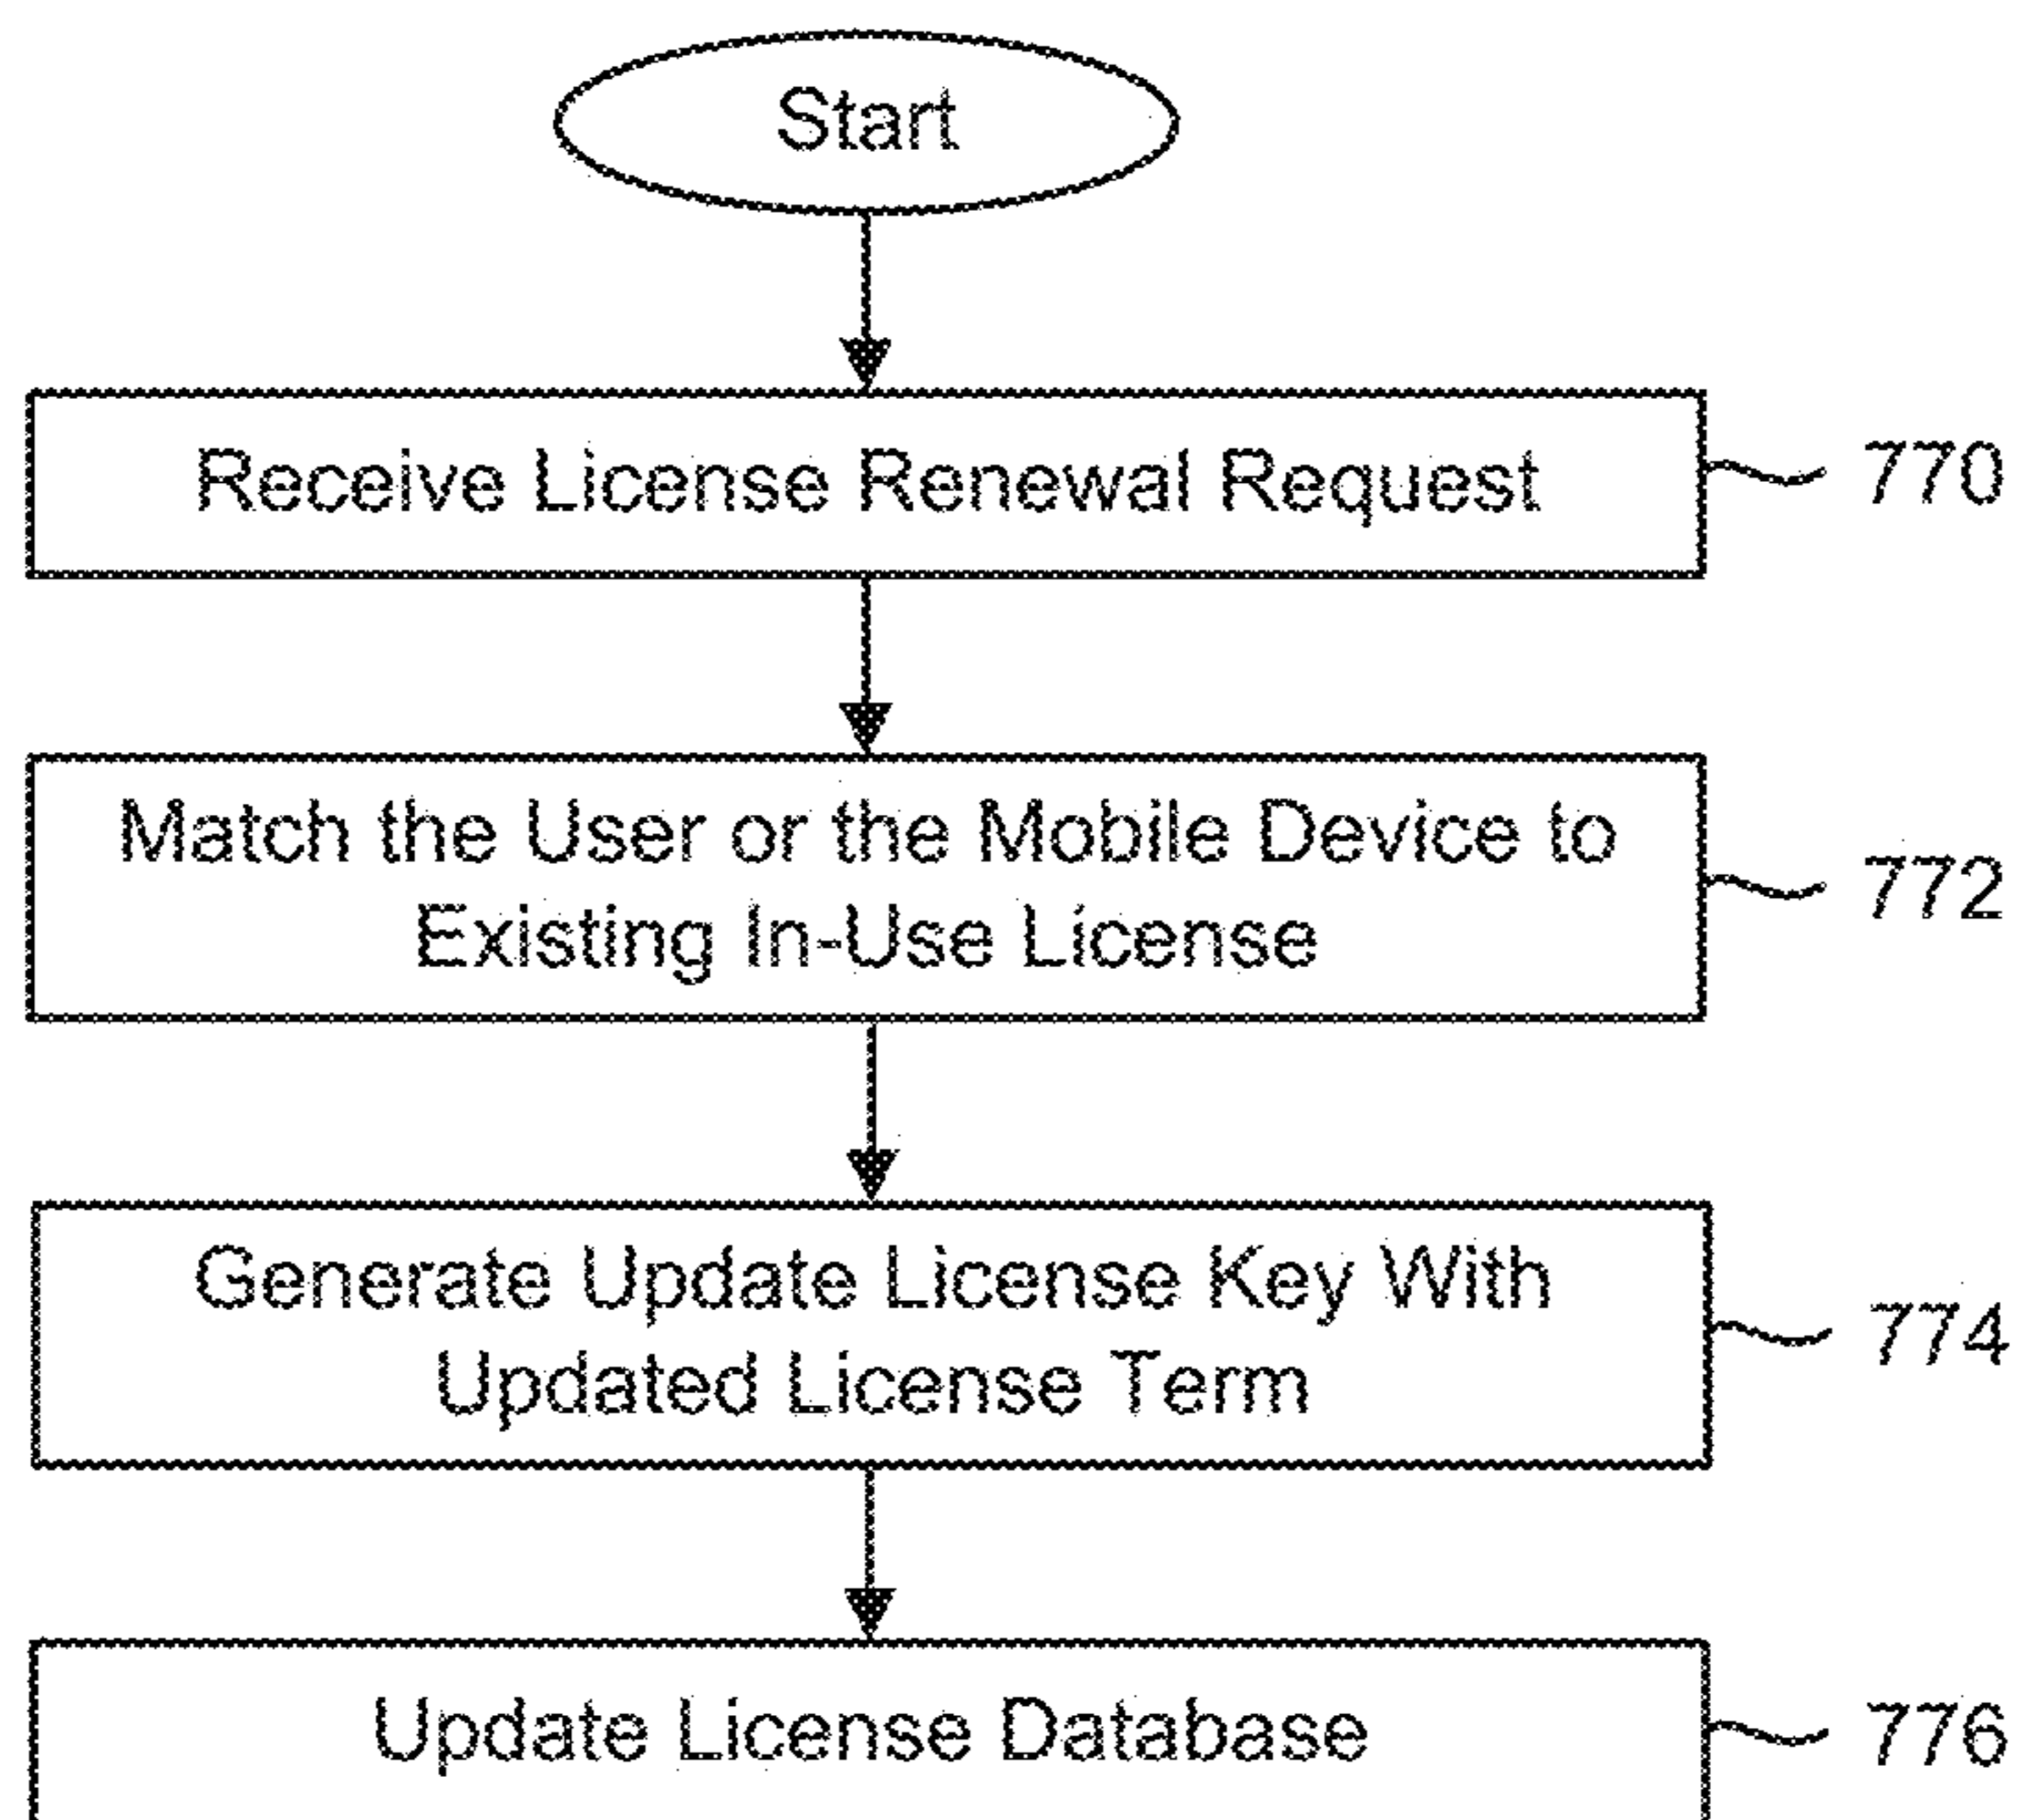 Start
Receive License Renewal Request
770
Match the User or the Mobile Device to
Existing In-Use License
772
Generate Update License Key With
Updated License Term
774
Update License Database
776